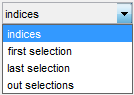 indices
indices
first selection
last selection
out selections